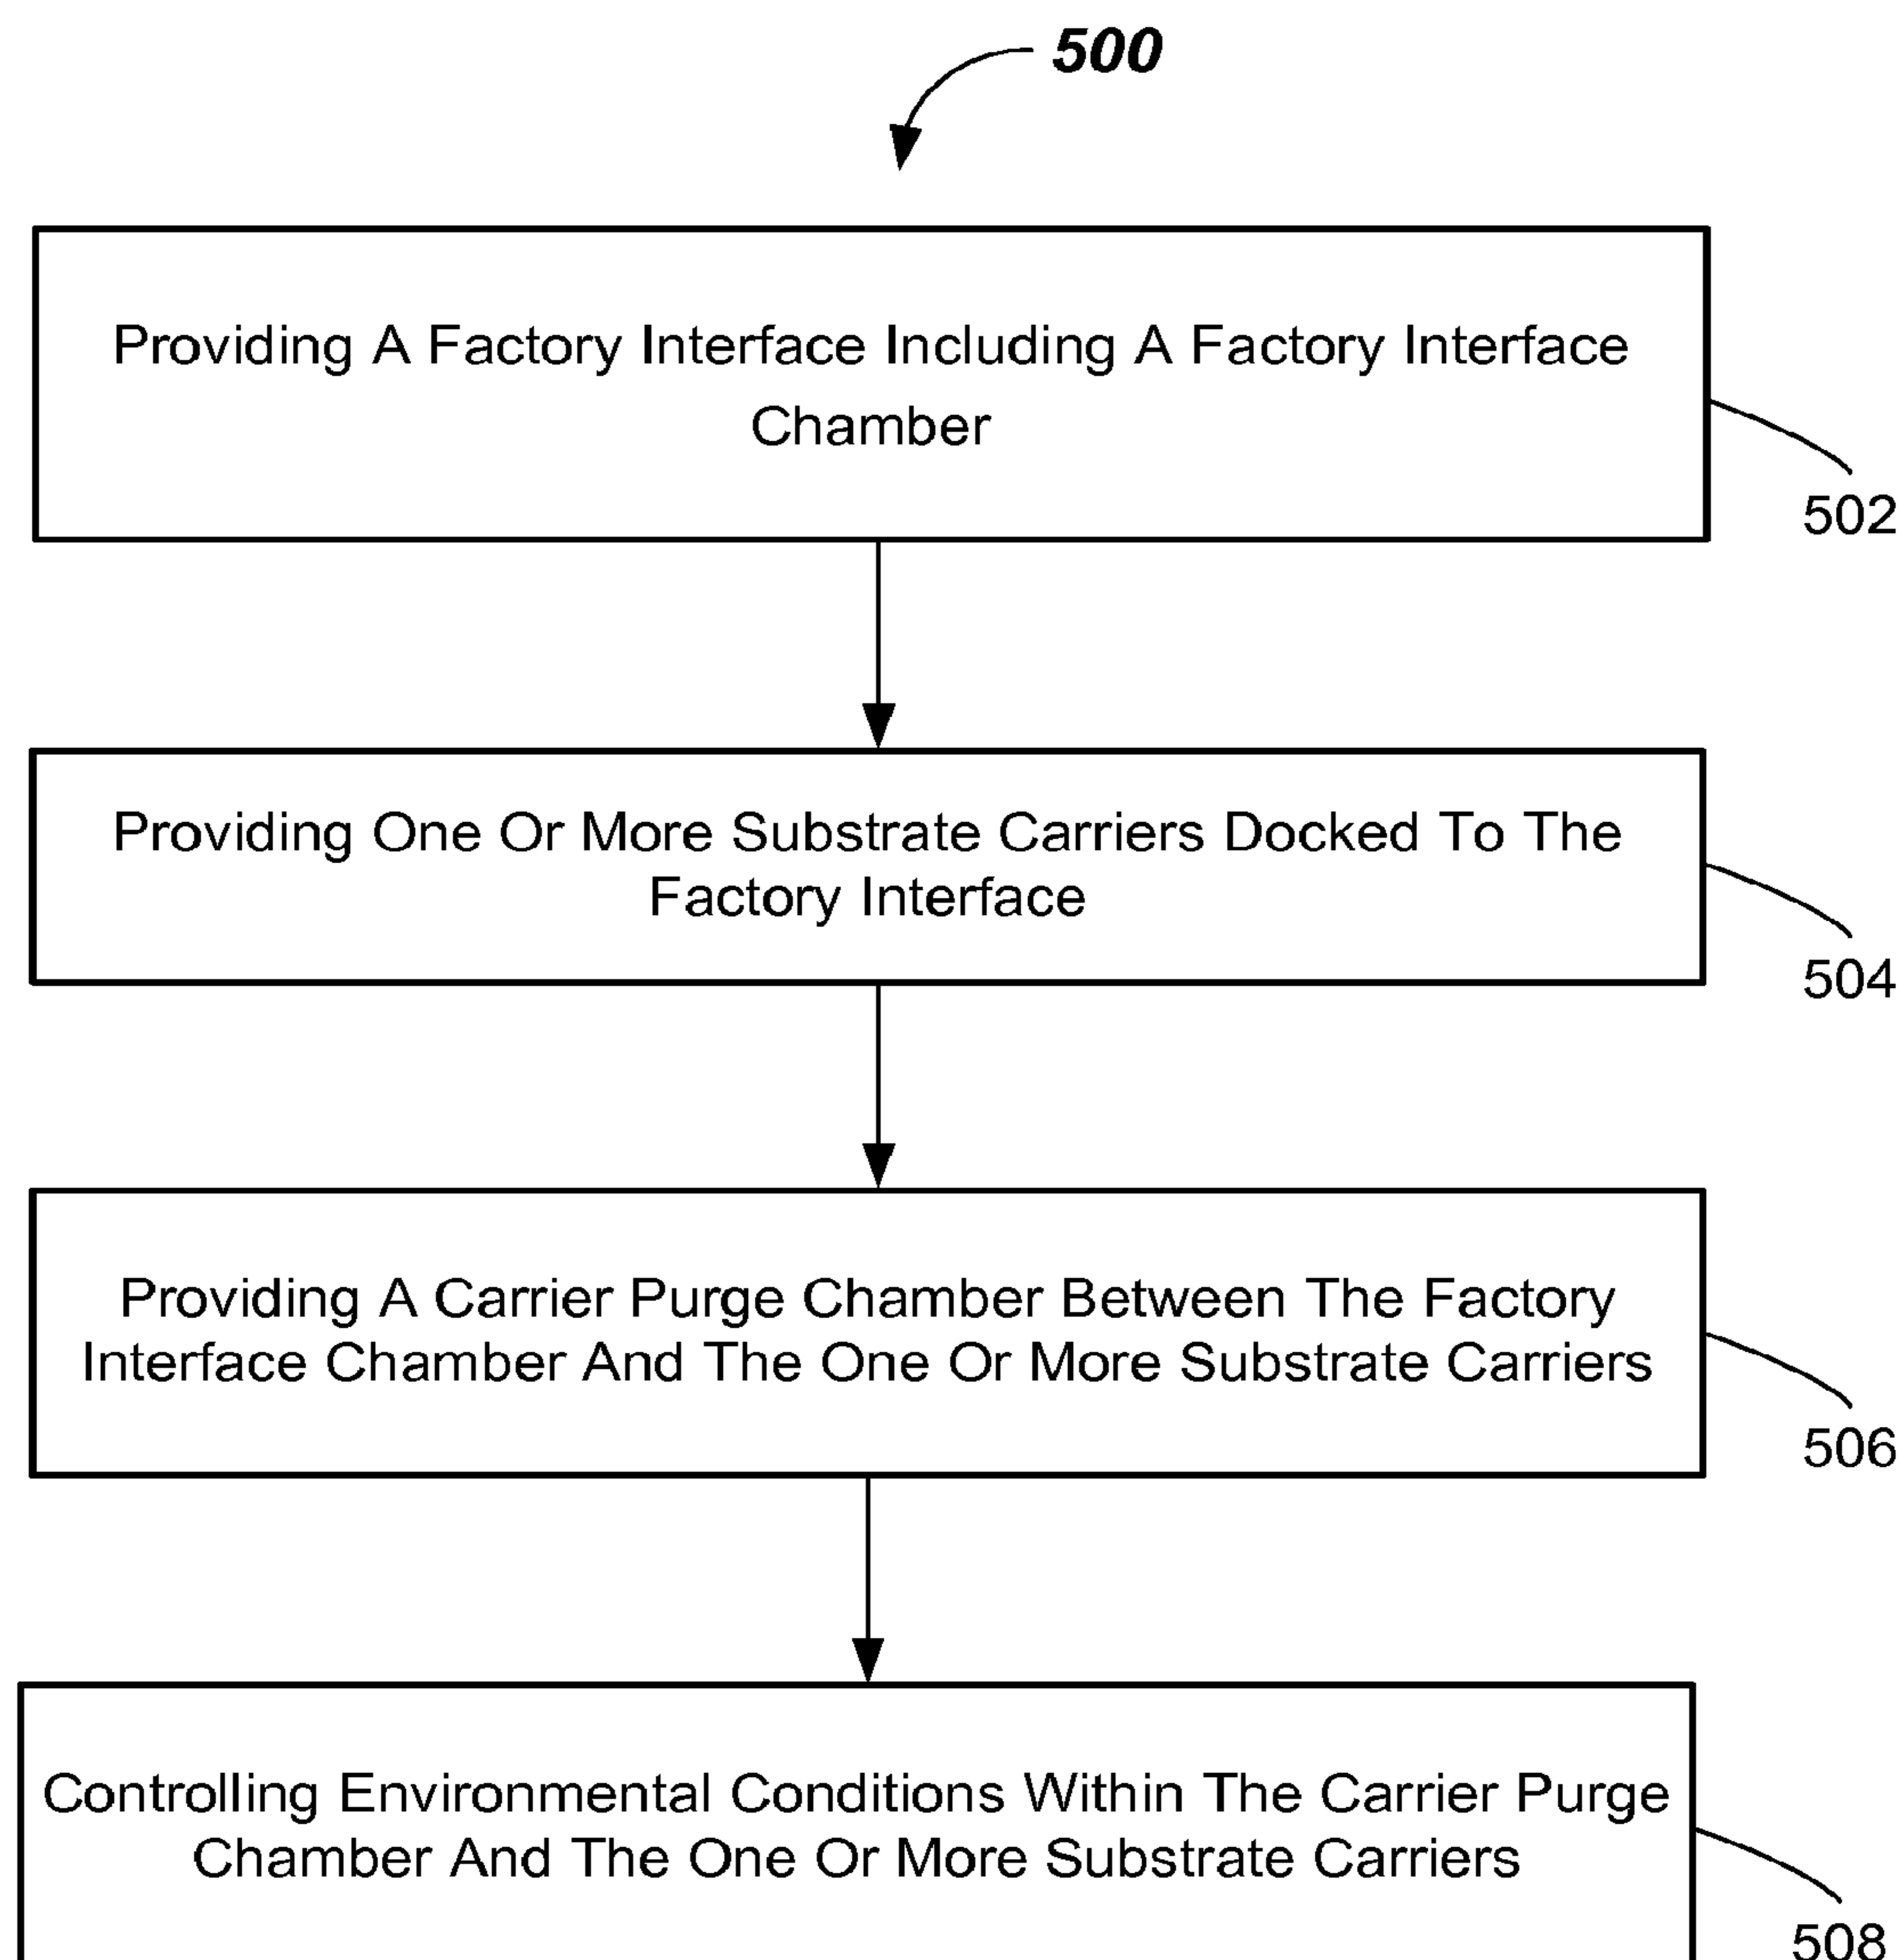 500
Providing A Factory Interface Including A Factory Interface
Chamber
502
Providing One Or More Substrate Carriers Docked To The
Factory Interface
504
Providing A Carrier Purge Chamber Between The Factory
Interface Chamber And The One Or More Substrate Carriers
506
Controlling Environmental Conditions Within The Carrier Purge
Chamber And The One Or More Substrate Carriers
508